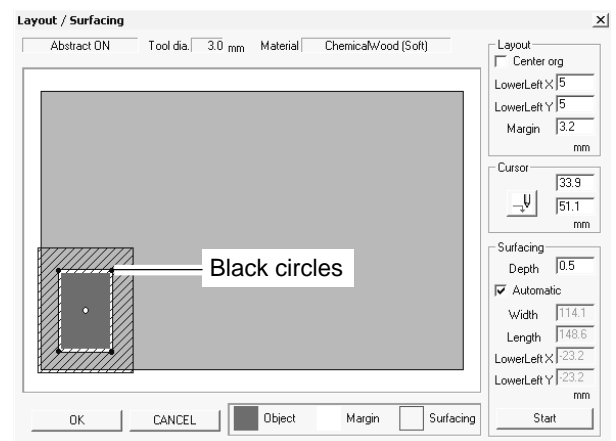 Layout / Surfacing
Abstract ON Tool dia. 3.0 mm Material ChemicalWood (Soft)
Layout
Center org
LowerLeft X 5
LowerLeft Y 5
Margin 3.2
mm
Cursor
33.9
51.1
mm
Black circles
Surfacing
Depth 0.5
Automatic
Width 114.1
Length 148.6
LowerLeft X -23.2
LowerLeft Y -23.2
mm
OK CANCEL Object Margin Surfacing Start